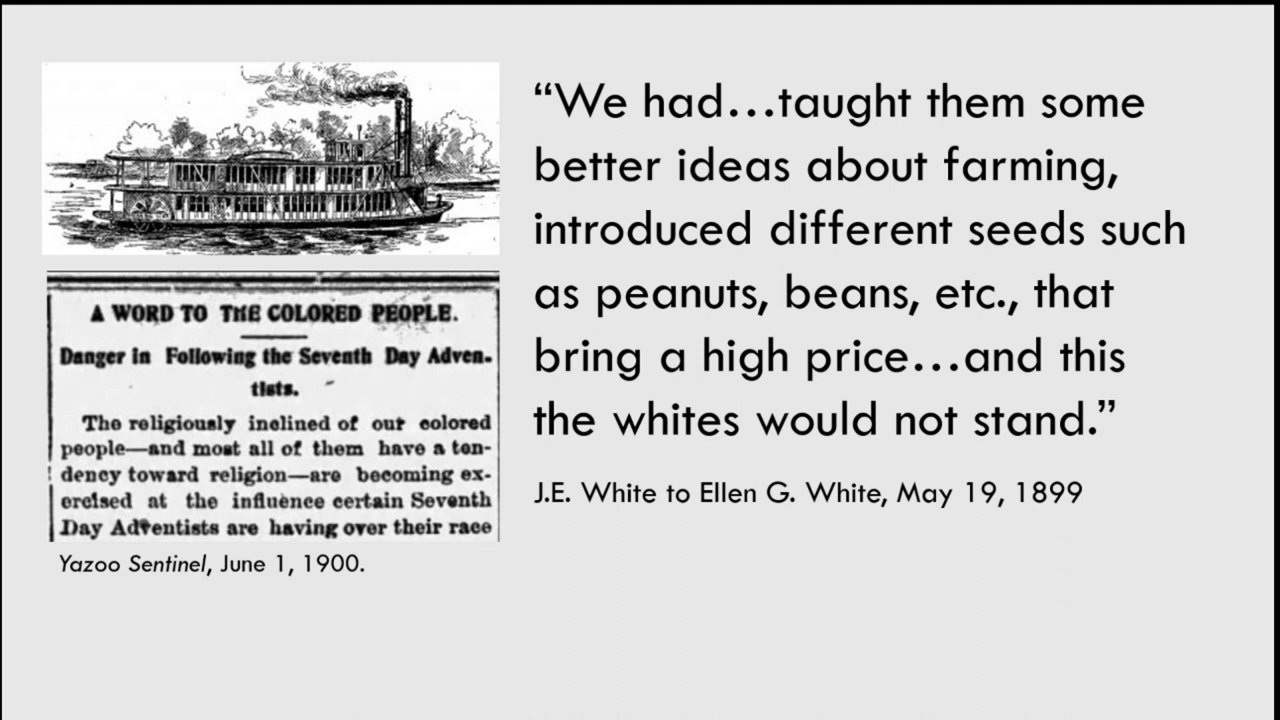 A WORD TO THE COLORED PEOPLE.
Danger in Following the Seventh Day Adven-
tists.
The religiously inclined of our colored
people—and most all of them have a ten-
dency toward religion—are becoming ex-
ercised at the influence certain Seventh
Day Adventists are having over their race
Yazoo Sentinel, June 1, 1900.
“We had…taught them some
better ideas about farming,
introduced different seeds such
as peanuts, beans, etc., that
bring a high price…and this
the whites would not stand.”
J.E. White to Ellen G. White, May 19, 1899